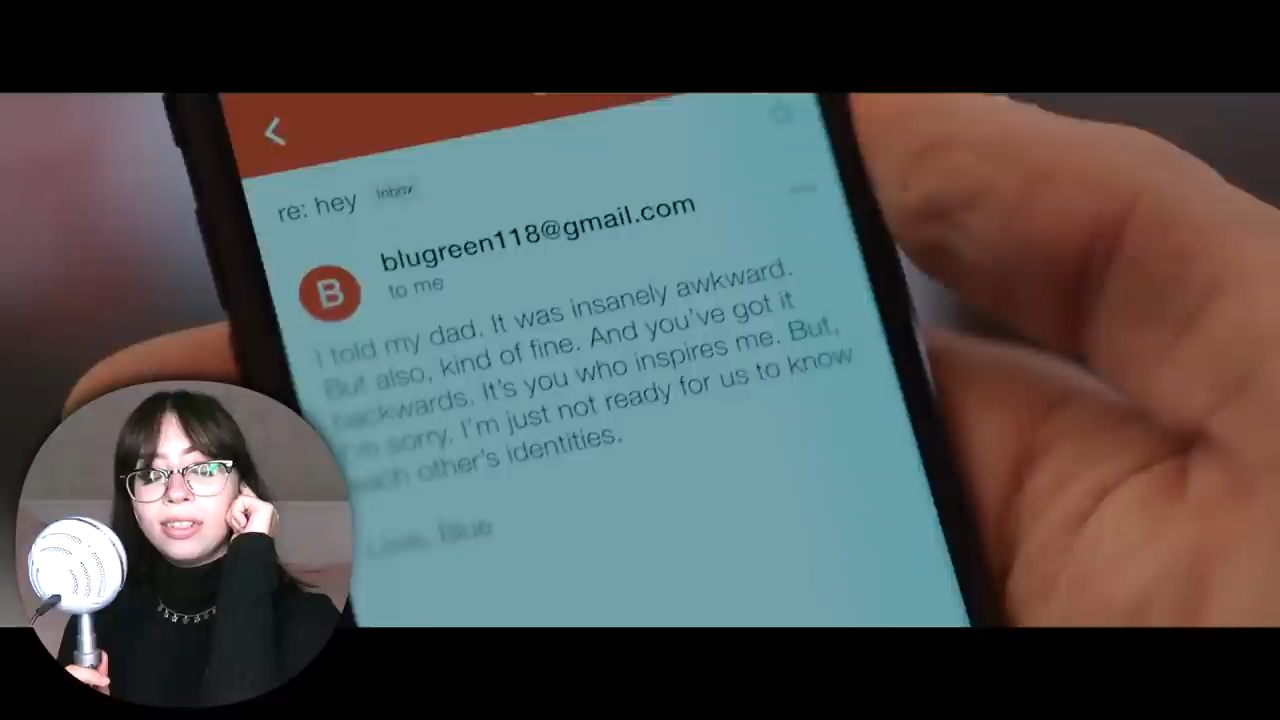 re: hey Inbox
blugreen118@gmail.com
B
to me
I told my dad. It was insanely awkward.
But also, kind of fine. And you've got it
backwards. It's you who inspires me. But,
I'm sorry. I'm just not ready for us to know
each other's identities.
Love, Blue